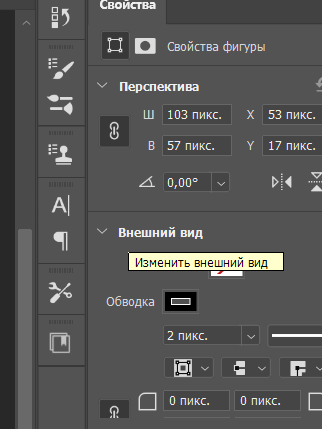 Свойства
Свойства фигуры
Перспектива
Ш 103 пикс. X 53 пикс.
В 57 пикс. Y 17 пикс.
0,00°
Внешний вид
Изменить внешний вид
Обводка
2 пикс.
0 пикс. 0 пикс.